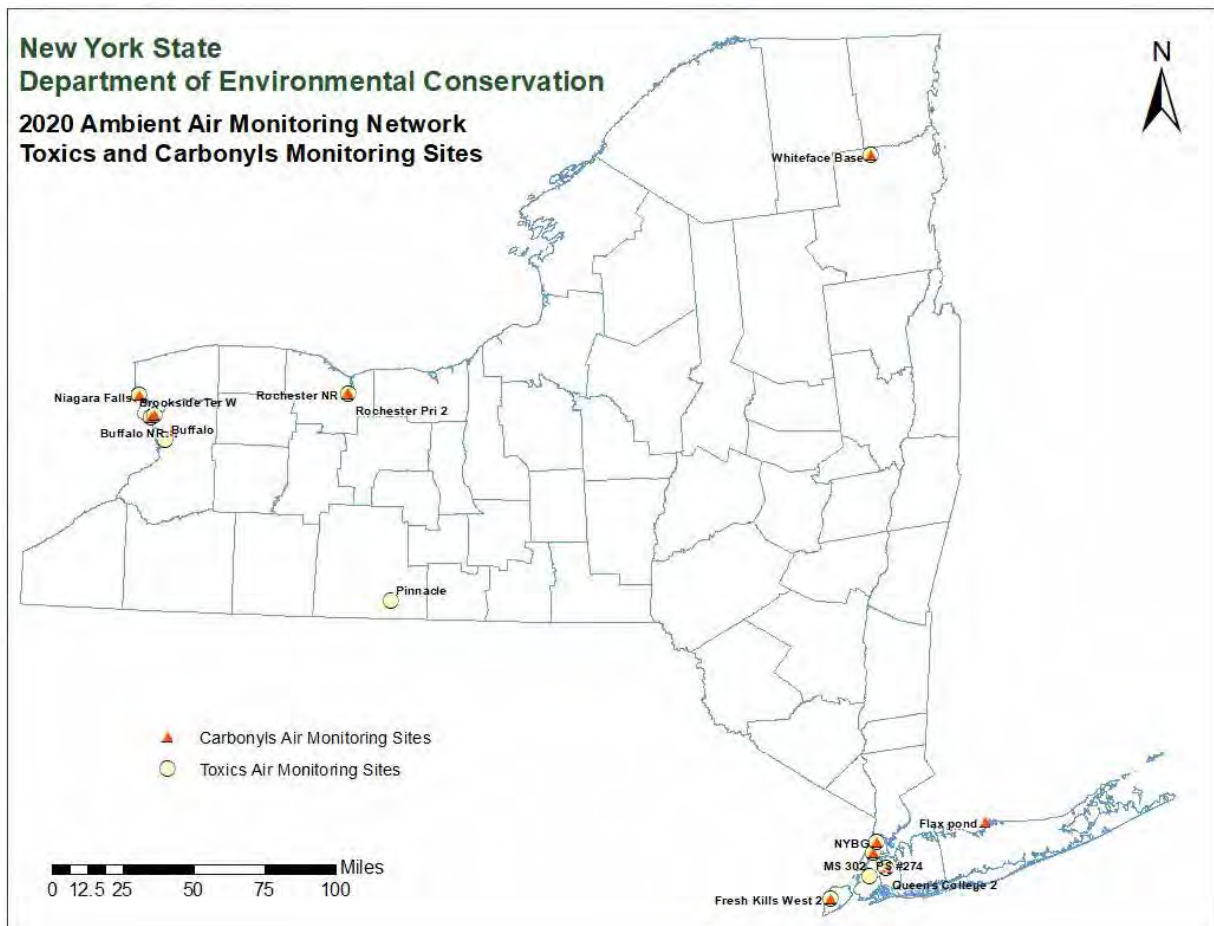 New York State
Department of Environmental Conservation
2020 Ambient Air Monitoring Network
Toxics and Carbonyls Monitoring Sites
N
Whiteface Base
Niagara Falls
Brookside Ter W
Rochester NR
Rochester Pri 2
Buffalo NR
Buffalo
Pinnacle
Carbonyls Air Monitoring Sites
Toxics Air Monitoring Sites
Flax pond
NYBG
MS 302
PS #274
Queens College 2
Fresh Kills West 2
Miles
0 12.5 25 50 75 100